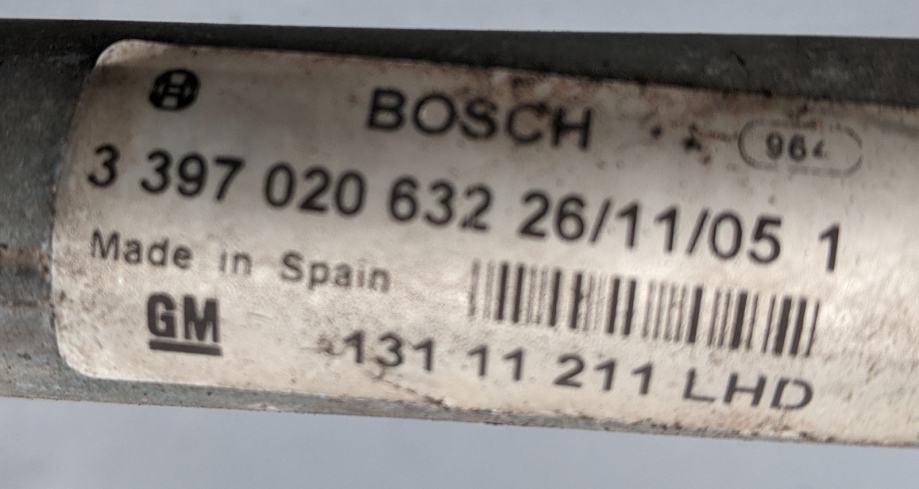 BOSCH 964
3 397 020 632 26/11/05 1
Made in Spain
GM 131 11 211 LHD